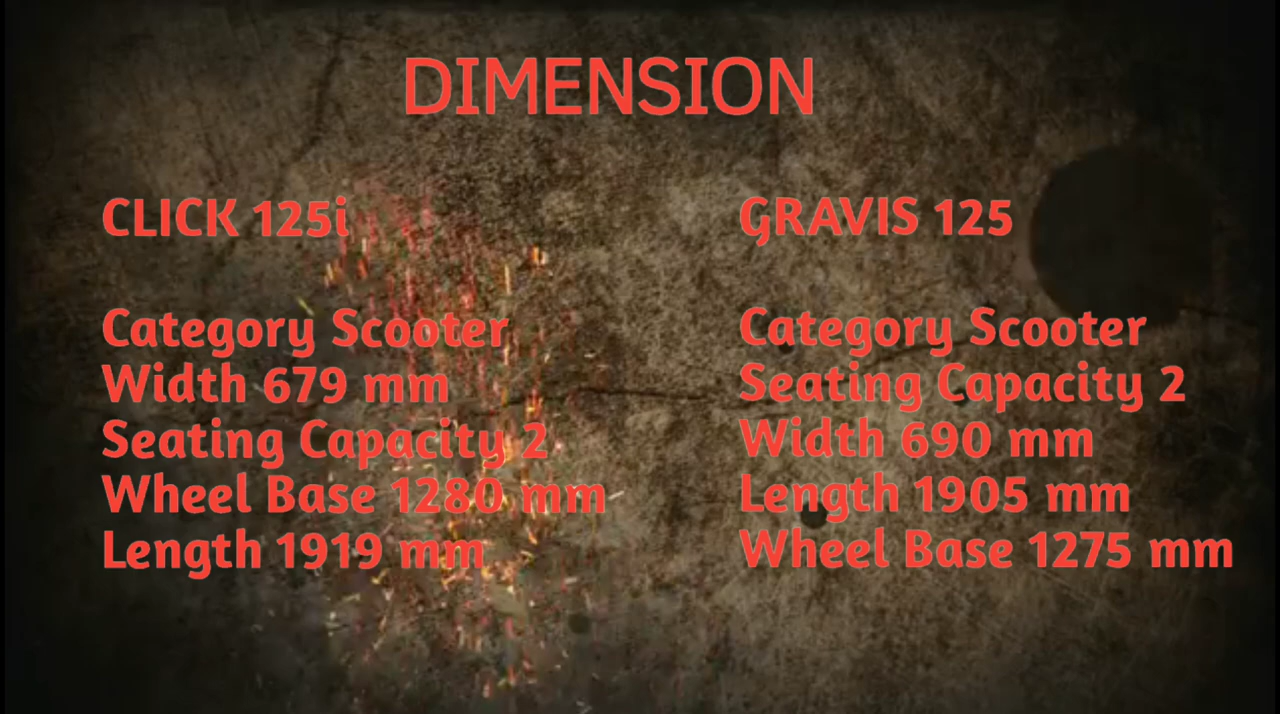 DIMENSION
CLICK 125i
Category Scooter
Width 679 mm
Seating Capacity 2
Wheel Base 1280 mm
Length 1919 mm
GRAVIS 125
Category Scooter
Seating Capacity 2
Width 690 mm
Length 1905 mm
Wheel Base 1275 mm